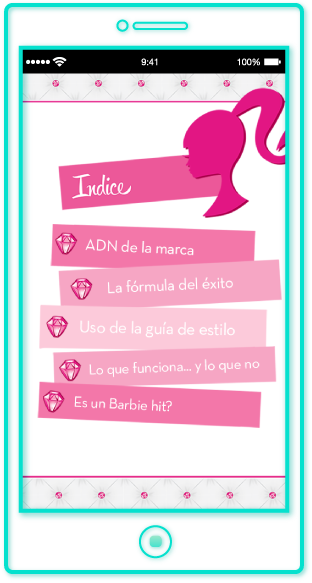 9:41
100%
Indice
ADN de la marca
La fórmula del éxito
Uso de la guía de estilo
Lo que funciona... y lo que no
Es un Barbie hit?